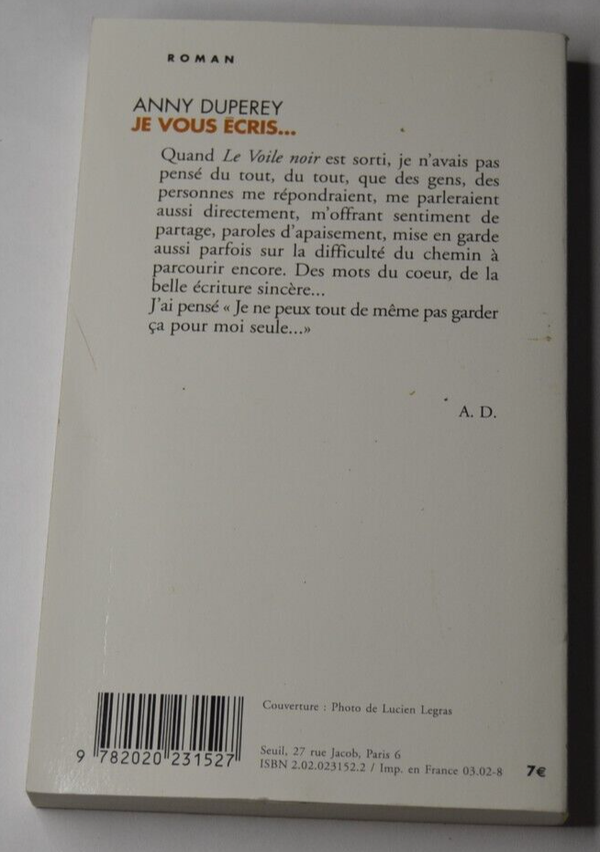 ROMAN
ANNY DUPEREY
JE VOUS ÉCRIS...
Quand Le Voile noir est sorti, je n'avais pas
pensé du tout, du tout, que des gens, des
personnes me répondraient, me parleraient
aussi directement, m'offrant sentiment de
partage, paroles d'apaisement, mise en garde
aussi parfois sur la difficulté du chemin à
parcourir encore. Des mots du coeur, de la
belle écriture sincère...
J'ai pensé « Je ne peux tout de même pas garder
ça pour moi seule...»
A. D.
Couverture : Photo de Lucien Legras
Seuil, 27 rue Jacob, Paris 6
ISBN 2.02.023152.2 / Imp. en France 03.02-8
7€
9 782020 231527